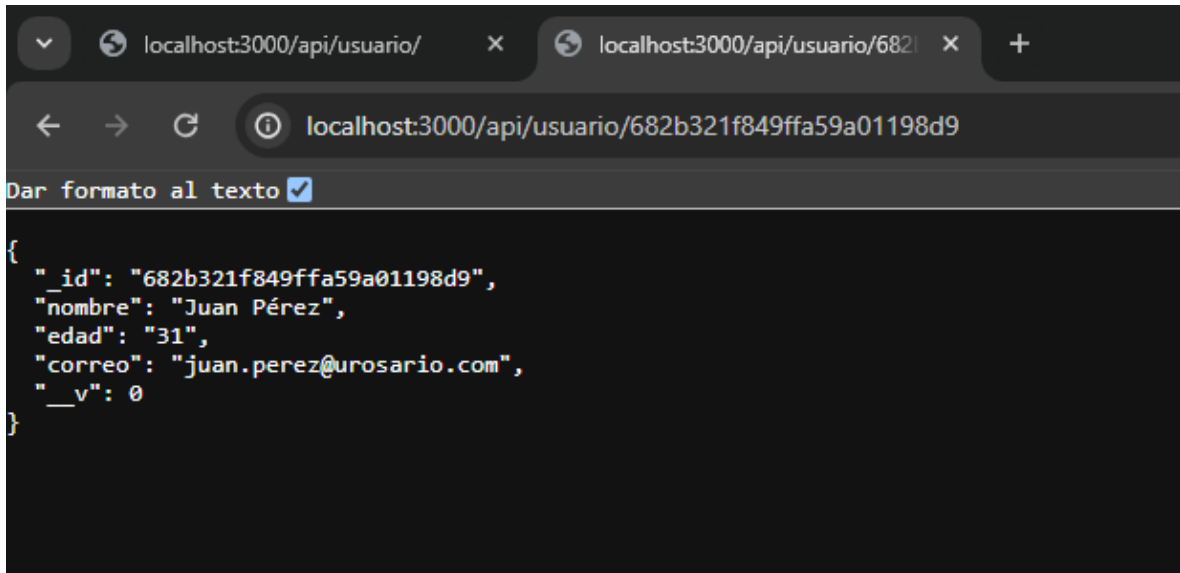 localhost:3000/api/usuario/
localhost:3000/api/usuario/682
localhost:3000/api/usuario/682b321f849ffa59a01198d9
Dar formato al texto
{
"_id": "682b321f849ffa59a01198d9",
"nombre": "Juan Pérez",
"edad": "31",
"correo": "juan.perez@urosario.com",
"__v": 0
}